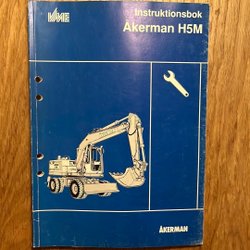 VME
Instruktionsbok
Åkerman H5M
ÅKERMAN